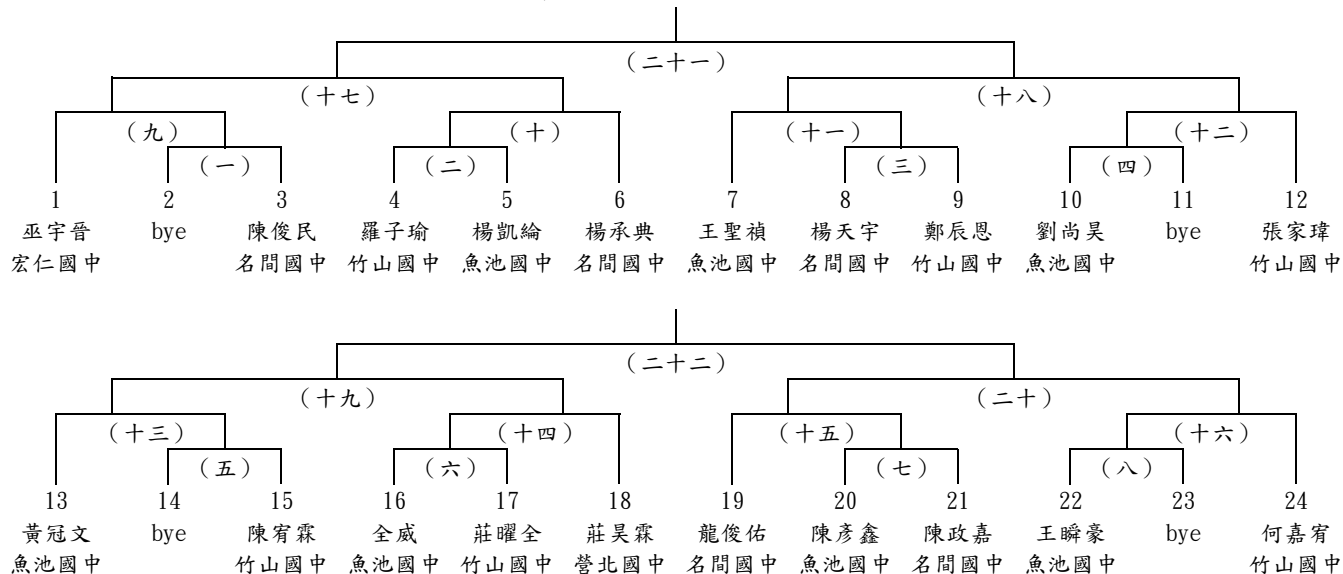 (二十一)
(十七) (十八)
(九) (十) (十一) (十二)
(一) (二) (三) (四)
1 2 3 4 5 6 7 8 9 10 11 12
巫宇晉 bye 陳俊民 羅子瑜 楊凱綸 楊承典 王聖禎 楊天宇 鄭辰恩 劉尚昊 bye 張家瑋
宏仁國中 名間國中 竹山國中 魚池國中 名間國中 魚池國中 名間國中 竹山國中 魚池國中 竹山國中
(二十二)
(十九) (二十)
(十三) (十四) (十五) (十六)
(五) (六) (七) (八)
13 14 15 16 17 18 19 20 21 22 23 24
黃冠文 bye 陳宥霖 全威 莊曜全 莊昊霖 龍俊佑 陳彥鑫 陳政嘉 王瞬豪 bye 何嘉宥
魚池國中 竹山國中 魚池國中 竹山國中 營北國中 名間國中 魚池國中 名間國中 魚池國中 竹山國中